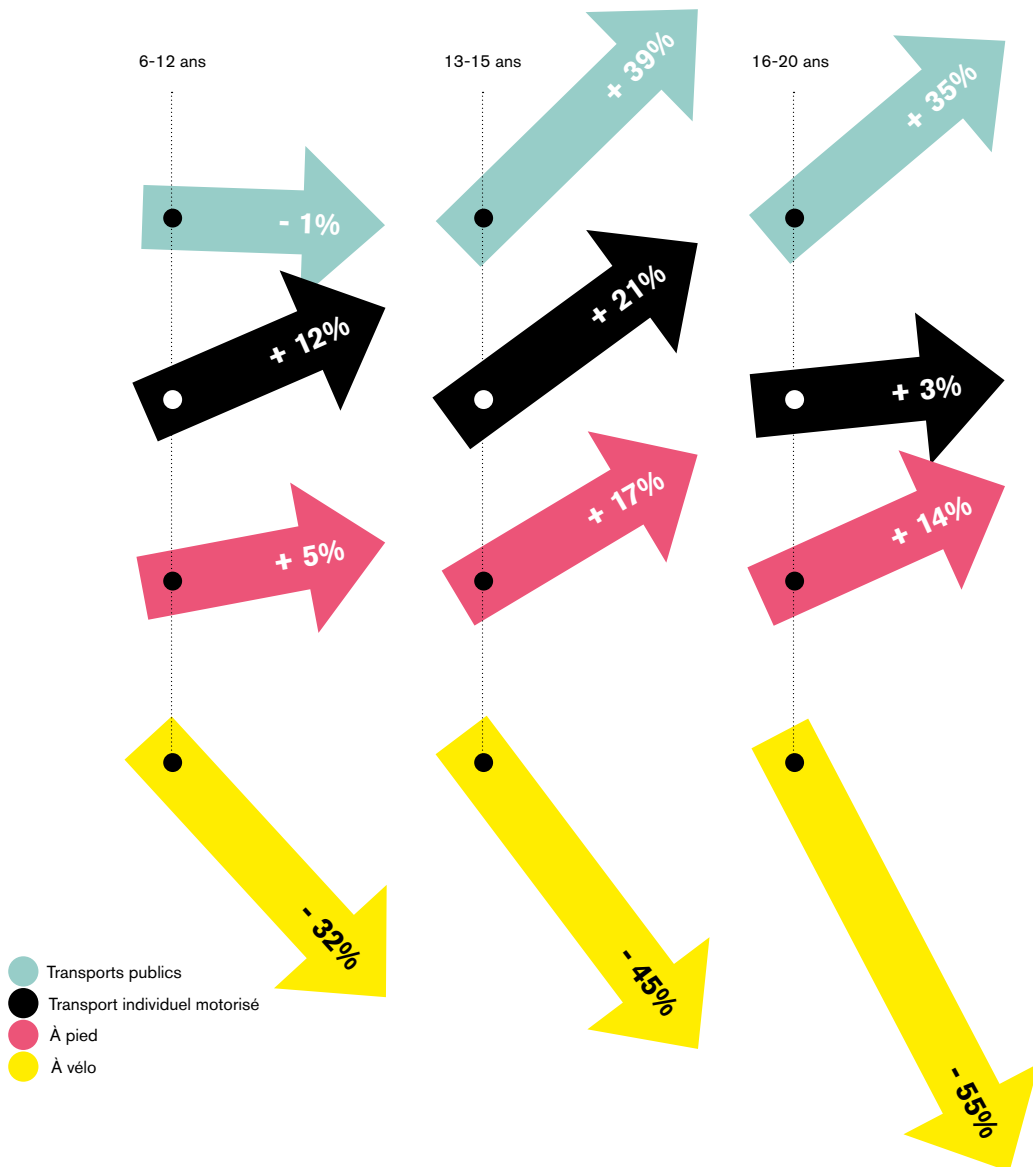 6-12 ans
13-15 ans
16-20 ans
- 1%
+ 39%
+ 35%
+ 12%
+ 21%
+ 3%
+ 5%
+ 17%
+ 14%
- 32%
- 45%
- 55%
Transports publics
Transport individuel motorisé
À pied
À vélo